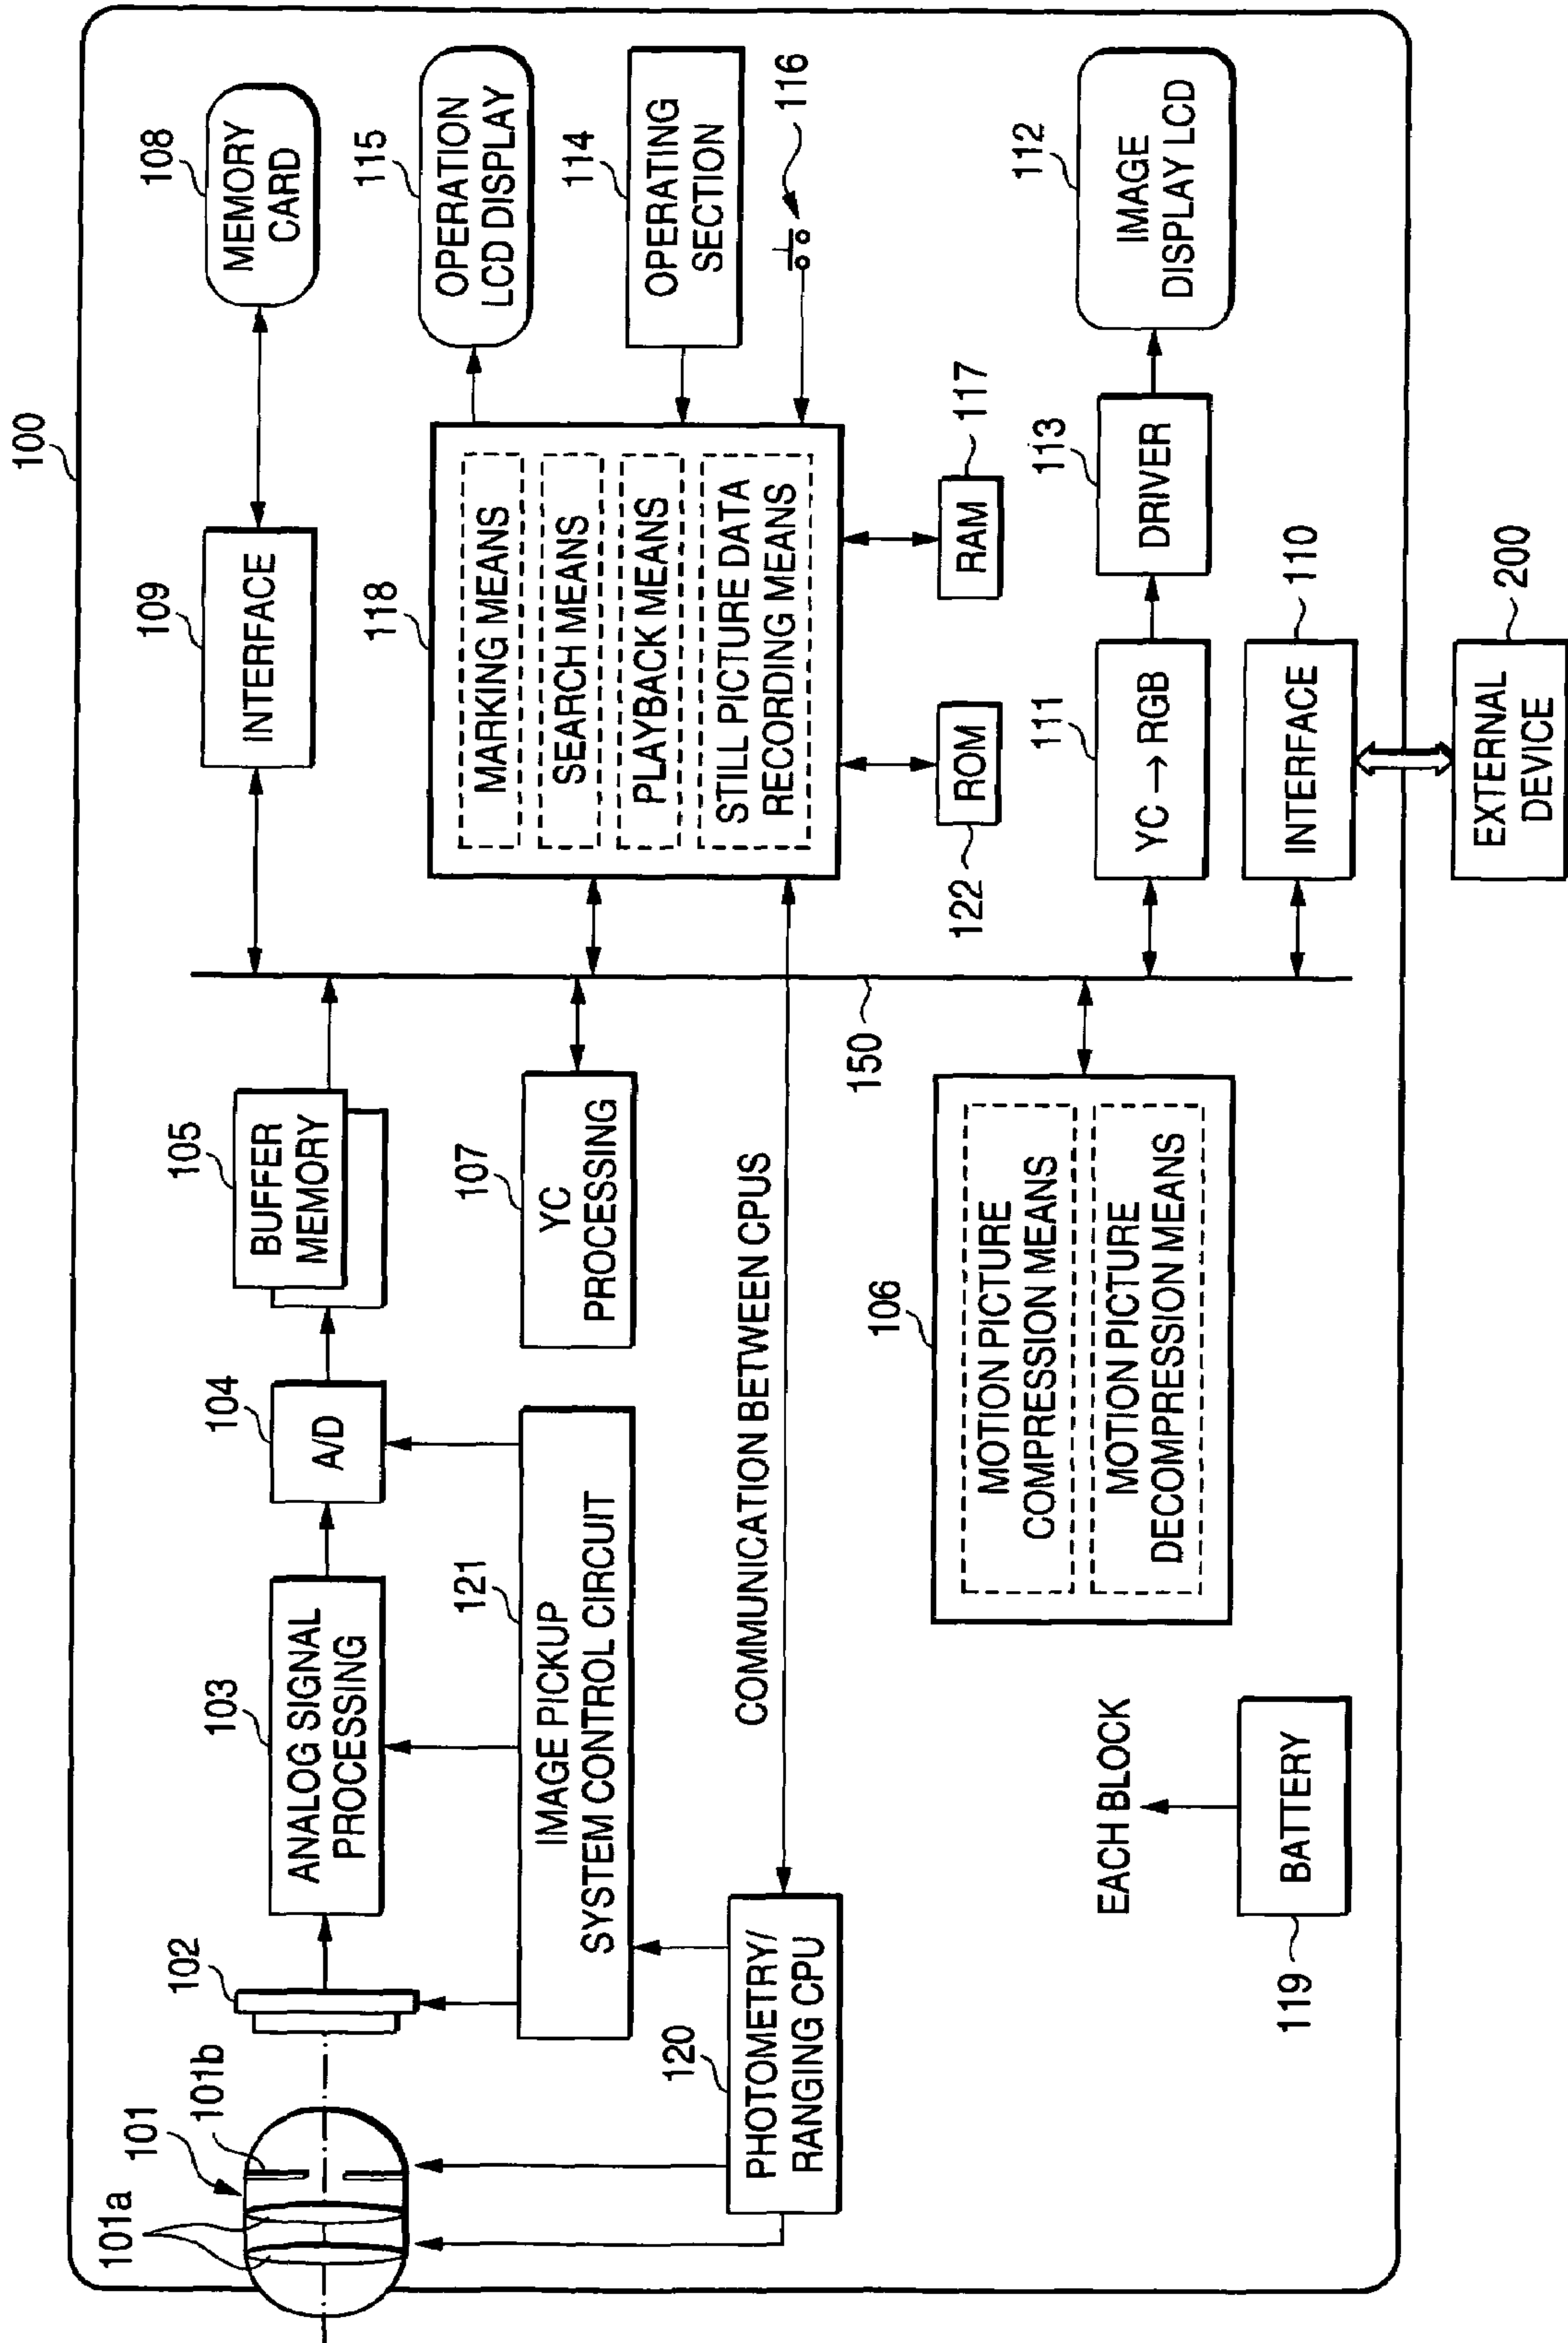 100
101
101a
101b
102
103
ANALOG SIGNAL
PROCESSING
104
A/D
105
BUFFER
MEMORY
109
INTERFACE
108
MEMORY
CARD
121
IMAGE PICKUP
SYSTEM CONTROL CIRCUIT
107
YC
PROCESSING
118
MARKING MEANS
SEARCH MEANS
PLAYBACK MEANS
STILL PICTURE DATA
RECORDING MEANS
115
OPERATION
LCD DISPLAY
114
OPERATING
SECTION
116
120
PHOTOMETRY/
RANGING CPU
COMMUNICATION BETWEEN CPUS
150
122
ROM
RAM
117
106
MOTION PICTURE
COMPRESSION MEANS
MOTION PICTURE
DECOMPRESSION MEANS
111
YC → RGB
113
DRIVER
112
IMAGE
DISPLAY LCD
EACH BLOCK
119
BATTERY
INTERFACE
110
EXTERNAL
DEVICE
200